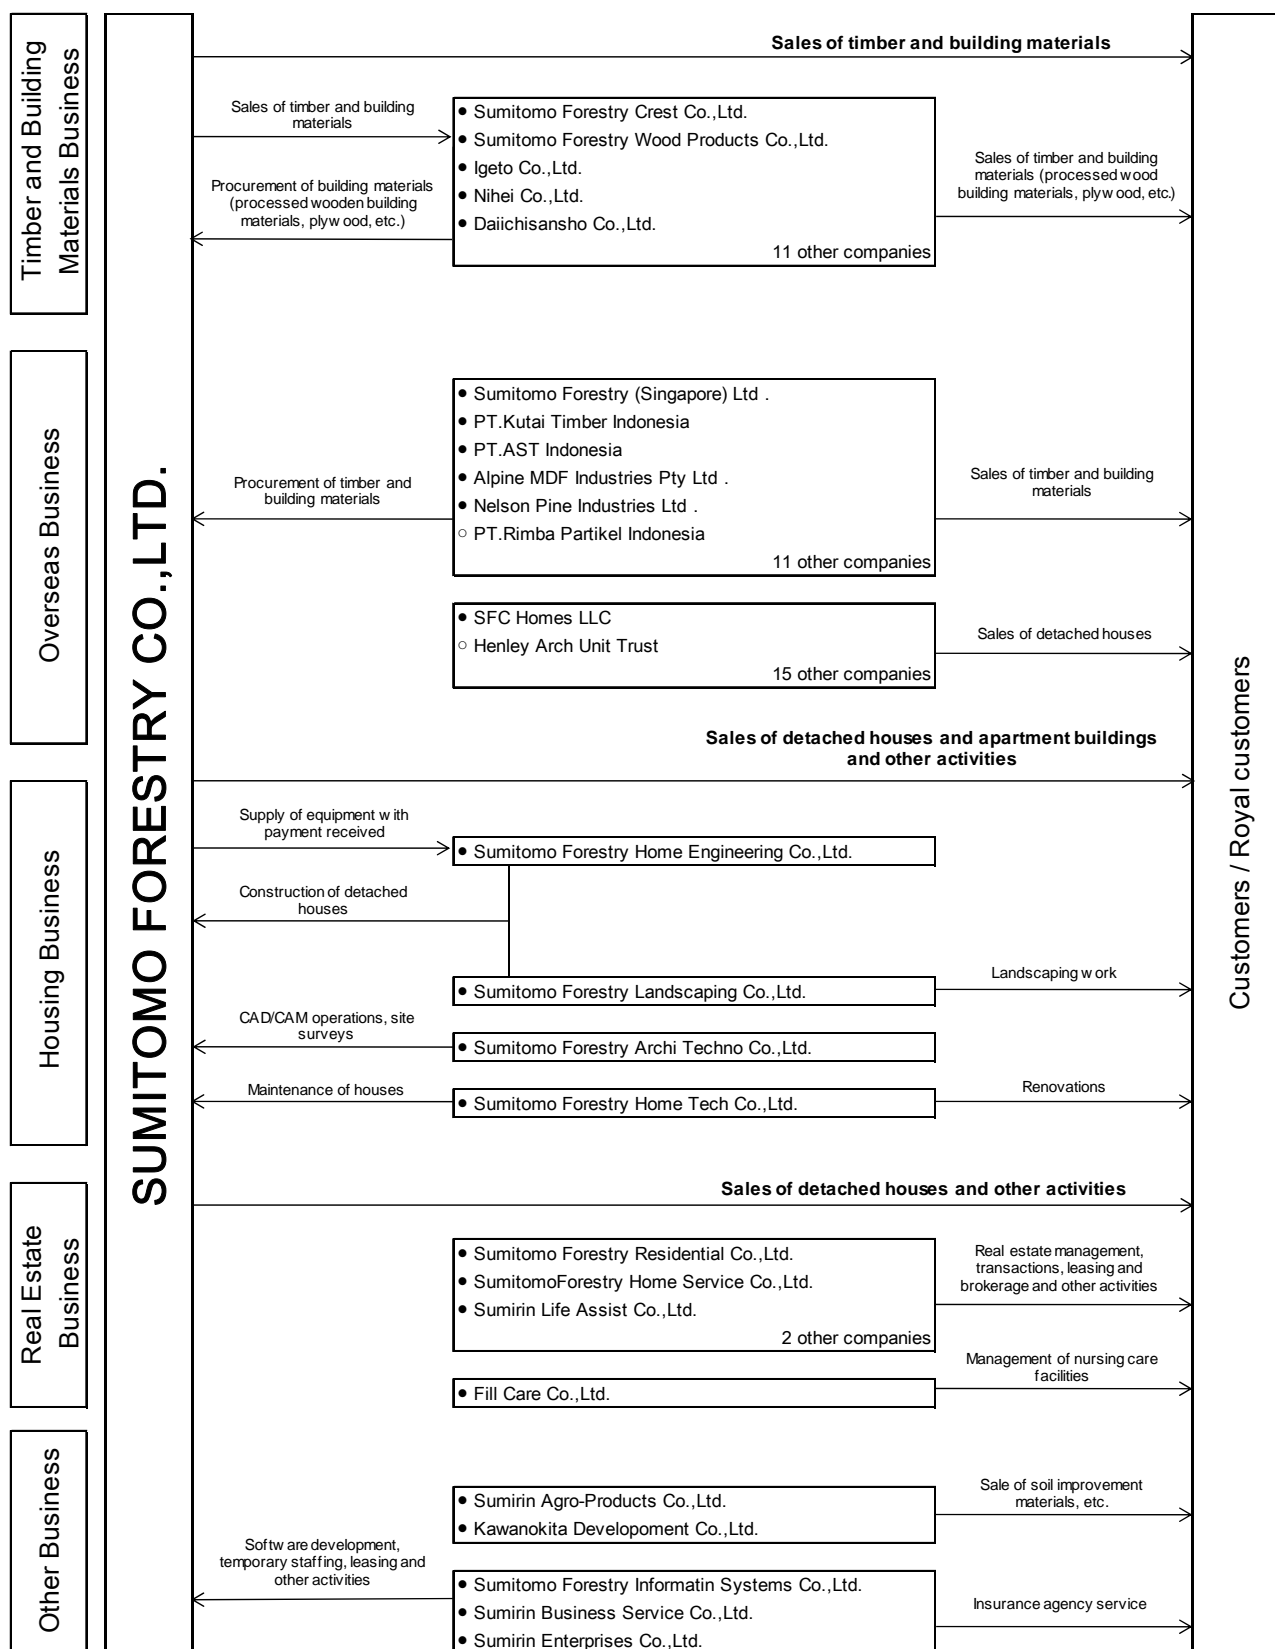 Timber and Building
Materials Business
Overseas Business
Housing Business
Real Estate
Business
Other Business
SUMITOMO FORESTRY CO.,LTD.
Customers / Royal customers
Sales of timber and building materials
Sales of timber and building
materials
Procurement of building materials
(processed wooden building
materials, plywood, etc.)
● Sumitomo Forestry Crest Co.,Ltd.
● Sumitomo Forestry Wood Products Co.,Ltd.
● Igeto Co.,Ltd.
● Nihei Co.,Ltd.
● Daiichisansho Co.,Ltd.
11 other companies
Sales of timber and building
materials (processed wood
building materials, plywood, etc.)
Procurement of timber and
building materials
● Sumitomo Forestry (Singapore) Ltd .
● PT.Kutai Timber Indonesia
● PT.AST Indonesia
● Alpine MDF Industries Pty Ltd .
● Nelson Pine Industries Ltd .
○ PT.Rimba Partikel Indonesia
11 other companies
Sales of timber and building
materials
● SFC Homes LLC
○ Henley Arch Unit Trust
15 other companies
Sales of detached houses
Sales of detached houses and apartment buildings
and other activities
Supply of equipment with
payment received
● Sumitomo Forestry Home Engineering Co.,Ltd.
Construction of detached
houses
● Sumitomo Forestry Landscaping Co.,Ltd.
Landscaping work
CAD/CAM operations, site
surveys
● Sumitomo Forestry Archi Techno Co.,Ltd.
Maintenance of houses
● Sumitomo Forestry Home Tech Co.,Ltd.
Renovations
Sales of detached houses and other activities
● Sumitomo Forestry Residential Co.,Ltd.
● SumitomoForestry Home Service Co.,Ltd.
● Sumirin Life Assist Co.,Ltd.
2 other companies
Real estate management,
transactions, leasing and
brokerage and other activities
● Fill Care Co.,Ltd.
Management of nursing care
facilities
● Sumirin Agro-Products Co.,Ltd.
● Kawanokita Developoment Co.,Ltd.
Sale of soil improvement
materials, etc.
Software development,
temporary staffing, leasing and
other activities
● Sumitomo Forestry Informatin Systems Co.,Ltd.
● Sumirin Business Service Co.,Ltd.
● Sumirin Enterprises Co.,Ltd.
Insurance agency service